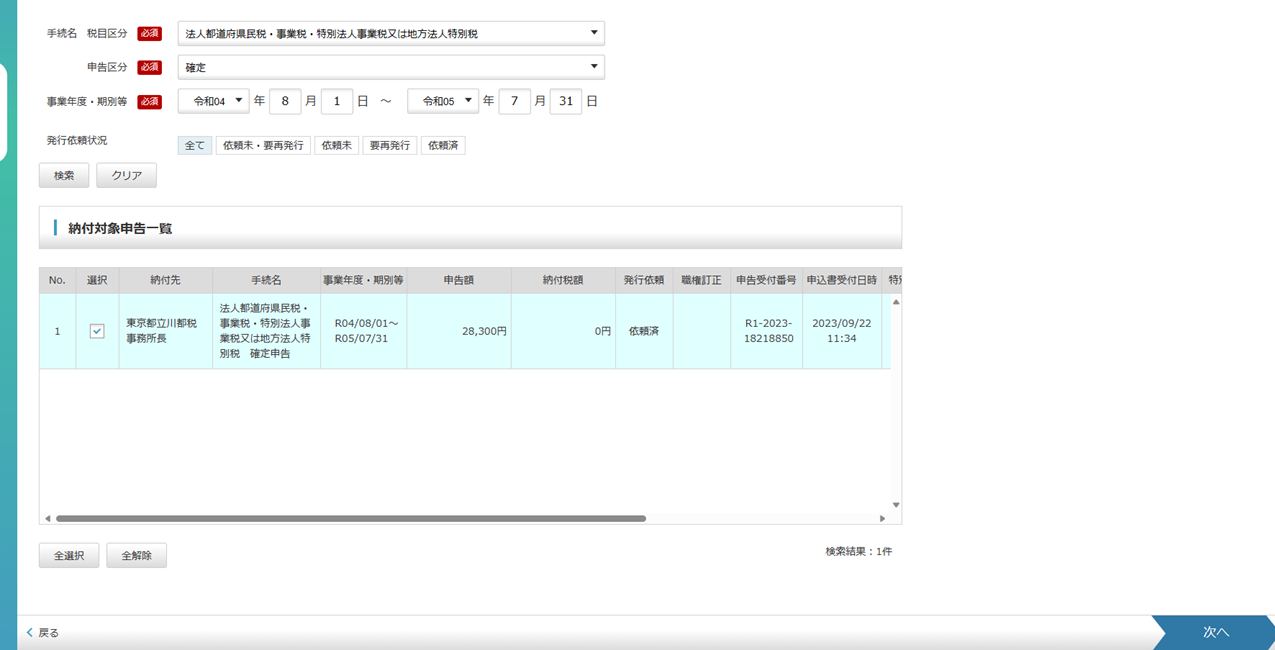 手続名 税目区分 必須 法人都道府県民税・事業税・特別法人事業税又は地方法人特別税
申告区分 必須 確定
事業年度・期別等 必須 令和04 年 8 月 1 日 ～ 令和05 年 7 月 31 日
発行依頼状況 全て 依頼未・要再発行 依頼未 要再発行 依頼済
検索 クリア
納付対象申告一覧
No. 選択 納付先 手続名 事業年度・期別等 申告額 納付税額 発行依頼 職権訂正 申告受付番号 申込書受付日時
1
東京都立川都税
事務所長
法人都道府県民税・
事業税・特別法人事
業税又は地方法人特
別税 確定申告
R04/08/01～
R05/07/31
28,300円
0円
依頼済
R1-2023-
18218850
2023/09/22
11:34
全選択 全解除
検索結果：1件
戻る
次へ